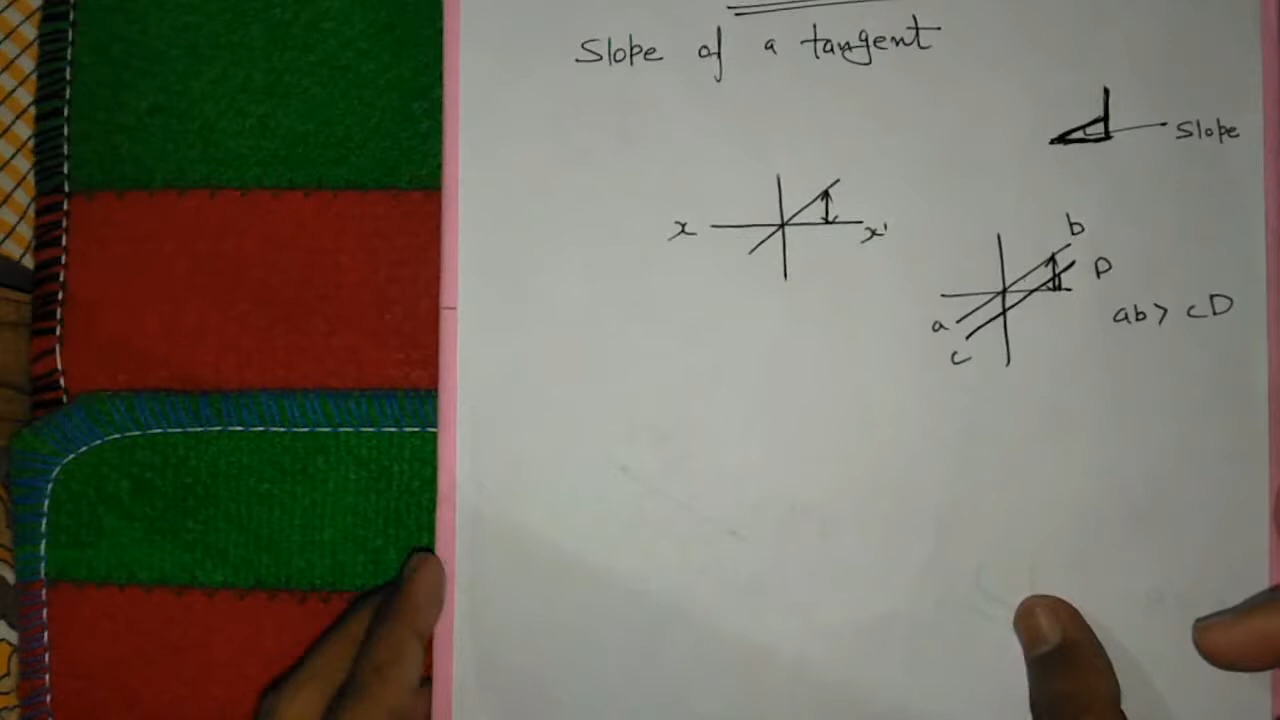 Slope of a tangent
Slope
x x'
b
D
ab > cD
a
c